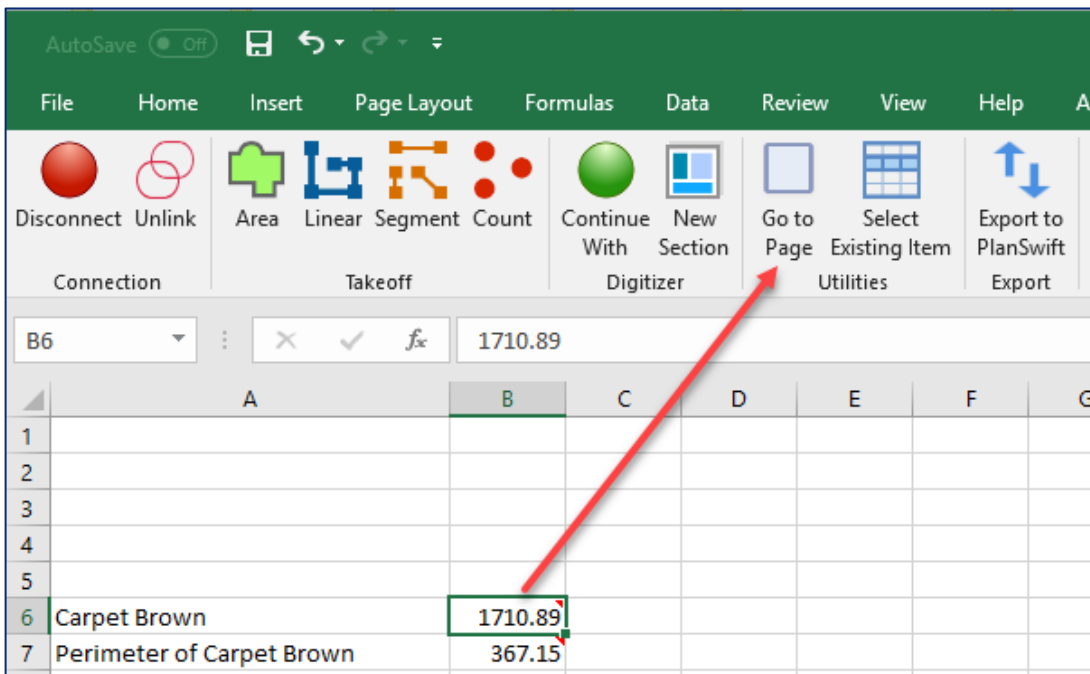 AutoSave Off
File Home Insert Page Layout Formulas Data Review View Help
Disconnect Unlink Area Linear Segment Count Continue With New Section Go to Page Select Existing Item Export to PlanSwift
Connection Takeoff Digitizer Utilities Export
B6 fx 1710.89
A B C D E F
1
2
3
4
5
6 Carpet Brown 1710.89
7 Perimeter of Carpet Brown 367.15